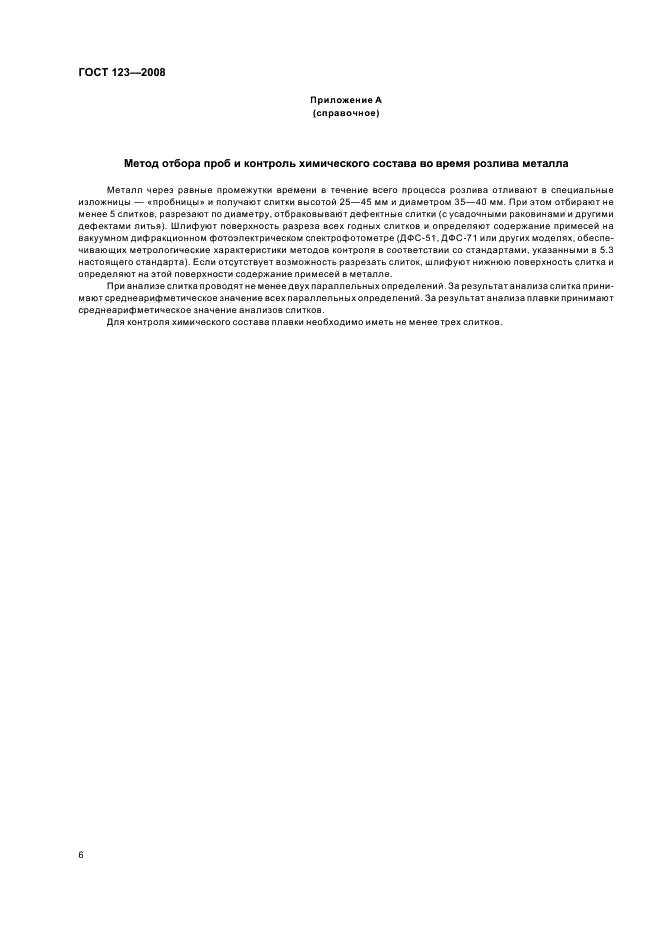 ГОСТ 123—2008
Приложение А
(справочное)
Метод отбора проб и контроль химического состава во время розлива металла
Металл через равные промежутки времени в течение всего процесса розлива отливают в специальные
изложницы — «пробницы» и получают слитки высотой 25—45 мм и диаметром 35—40 мм. При этом отбирают не
менее 5 слитков, разрезают по диаметру, отбраковывают дефектные слитки (с усадочными раковинами и другими
дефектами литья). Шлифуют поверхность разреза всех годных слитков и определяют содержание примесей на
вакуумном дифракционном фотоэлектрическом спектрофотометре (ДФС-51, ДФС-71 или других моделях, обеспе-
чивающих метрологические характеристики методов контроля в соответствии со стандартами, указанными в 5.3
настоящего стандарта). Если отсутствует возможность разрезать слиток, шлифуют нижнюю поверхность слитка и
определяют на этой поверхности содержание примесей в металле.
При анализе слитка проводят не менее двух параллельных определений. За результат анализа слитка прини-
мают среднеарифметическое значение всех параллельных определений. За результат анализа плавки принимают
среднеарифметическое значение анализов слитков.
Для контроля химического состава плавки необходимо иметь не менее трех слитков.
6